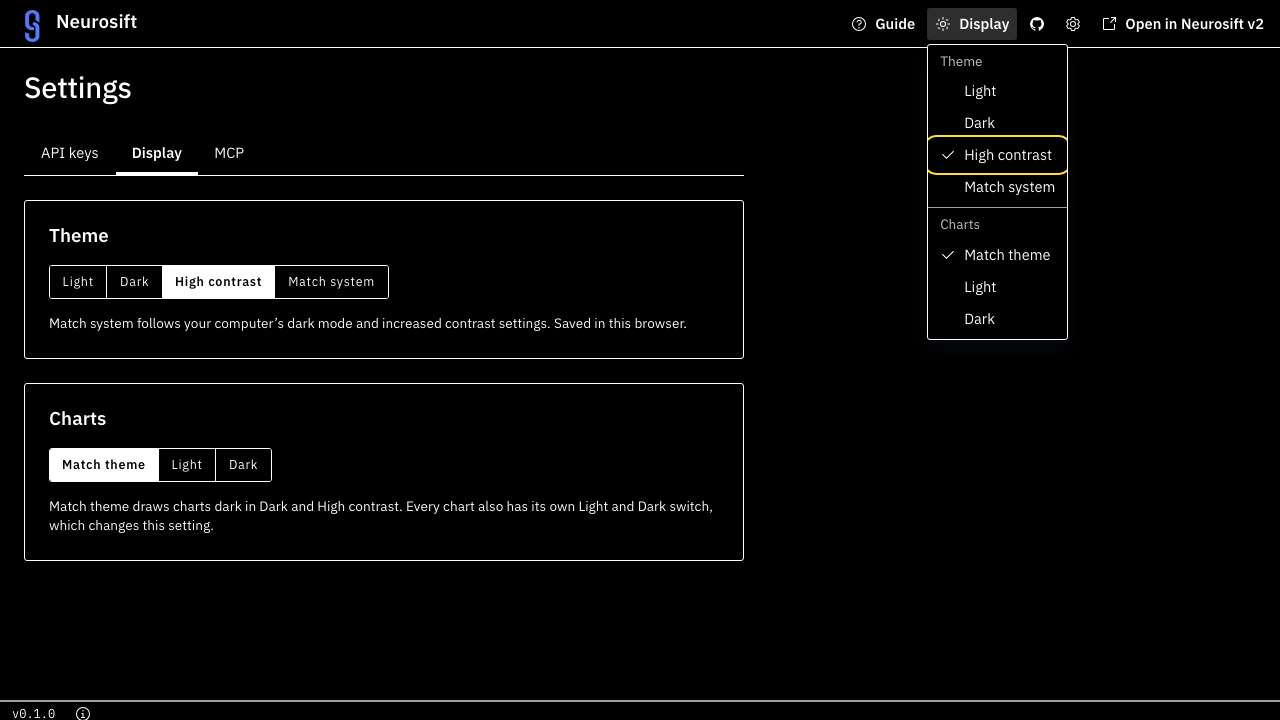 Neurosift
Guide
Display
Open in Neurosift v2
Theme
Light
Dark
High contrast
Match system
Charts
Match theme
Light
Dark
Settings
API keys
Display
MCP
Theme
Light
Dark
High contrast
Match system
Match system follows your computer’s dark mode and increased contrast settings. Saved in this browser.
Charts
Match theme
Light
Dark
Match theme draws charts dark in Dark and High contrast. Every chart also has its own Light and Dark switch,
which changes this setting.
v0.1.0